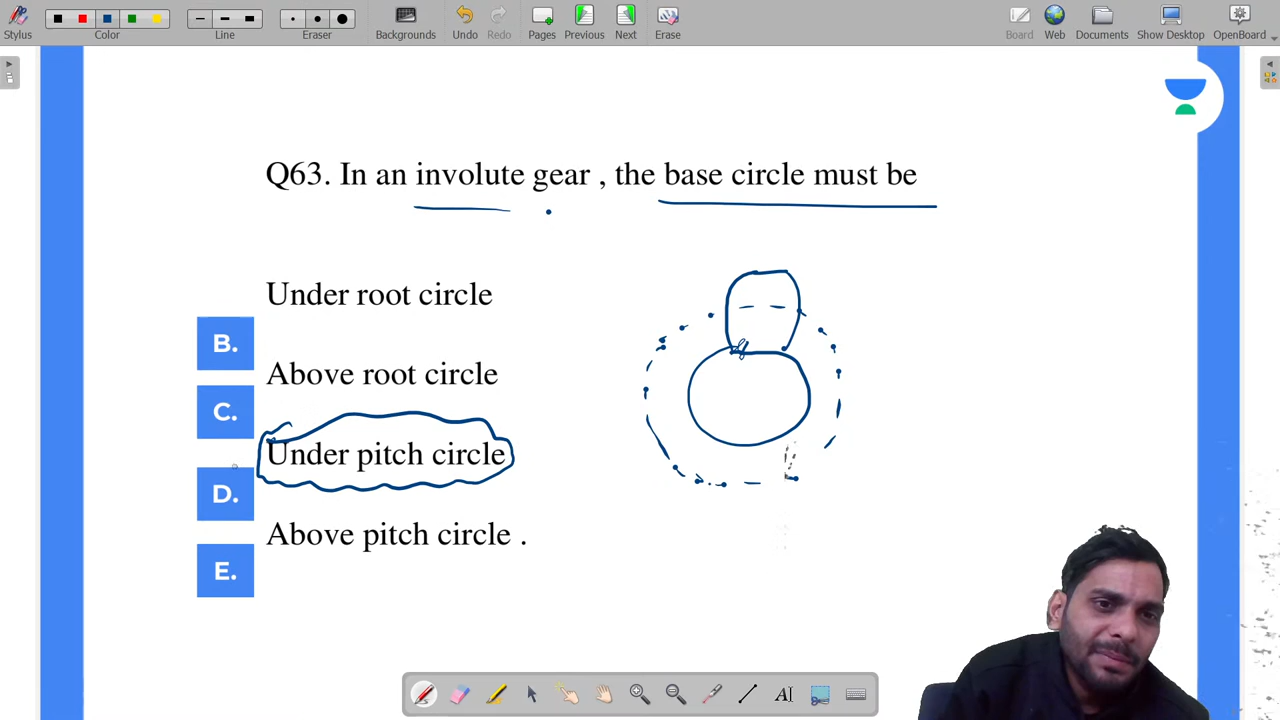 Stylus
Color
Line
Eraser
Backgrounds
Undo
Redo
Pages
Previous
Next
Erase
Board
Web
Documents
Show Desktop
OpenBoard
Q63. In an involute gear , the base circle must be
Under root circle
B.
Above root circle
C.
Under pitch circle
D.
Above pitch circle .
E.
AI